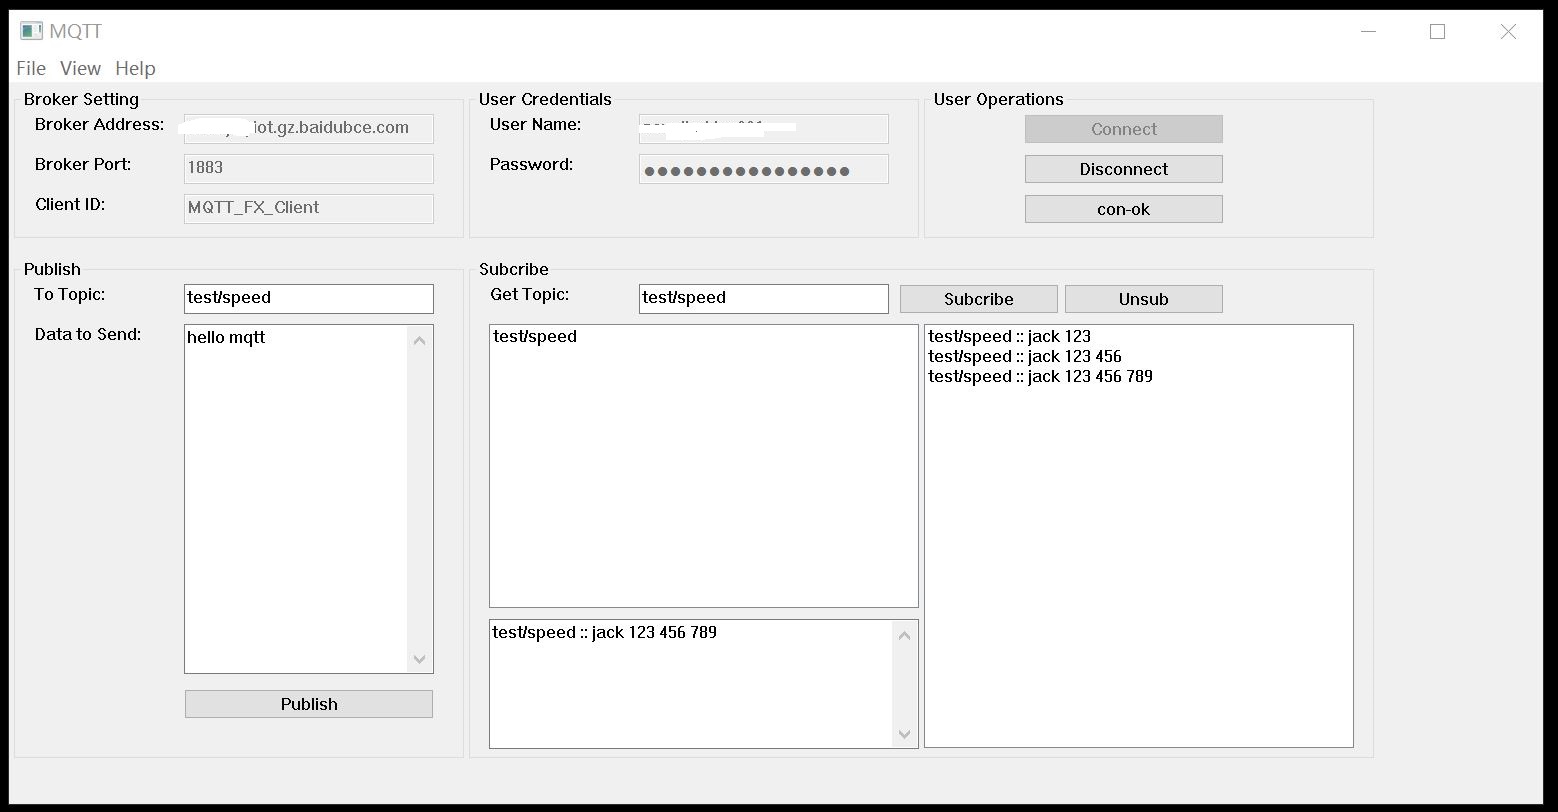 MQTT
File View Help
Broker Setting
Broker Address: iot.gz.baidubce.com
Broker Port: 1883
Client ID: MQTT_FX_Client
User Credentials
User Name:
Password: ●●●●●●●●●●●●●●●●
User Operations
Connect
Disconnect
con-ok
Publish
To Topic: test/speed
Data to Send: hello mqtt
Publish
Subcribe
Get Topic: test/speed Subcribe Unsub
test/speed
test/speed :: jack 123 456 789
test/speed :: jack 123
test/speed :: jack 123 456
test/speed :: jack 123 456 789